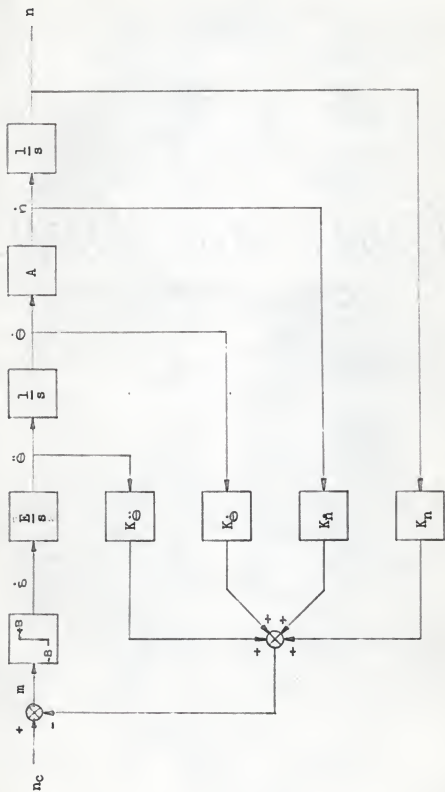 n_c
+
-
m
+B
-B
δ̇
E/s
θ̈
1/s
θ̇
A
ṅ
1/s
n
K_θ̈
K_θ̇
K_ṅ
K_n
+
+
+
+